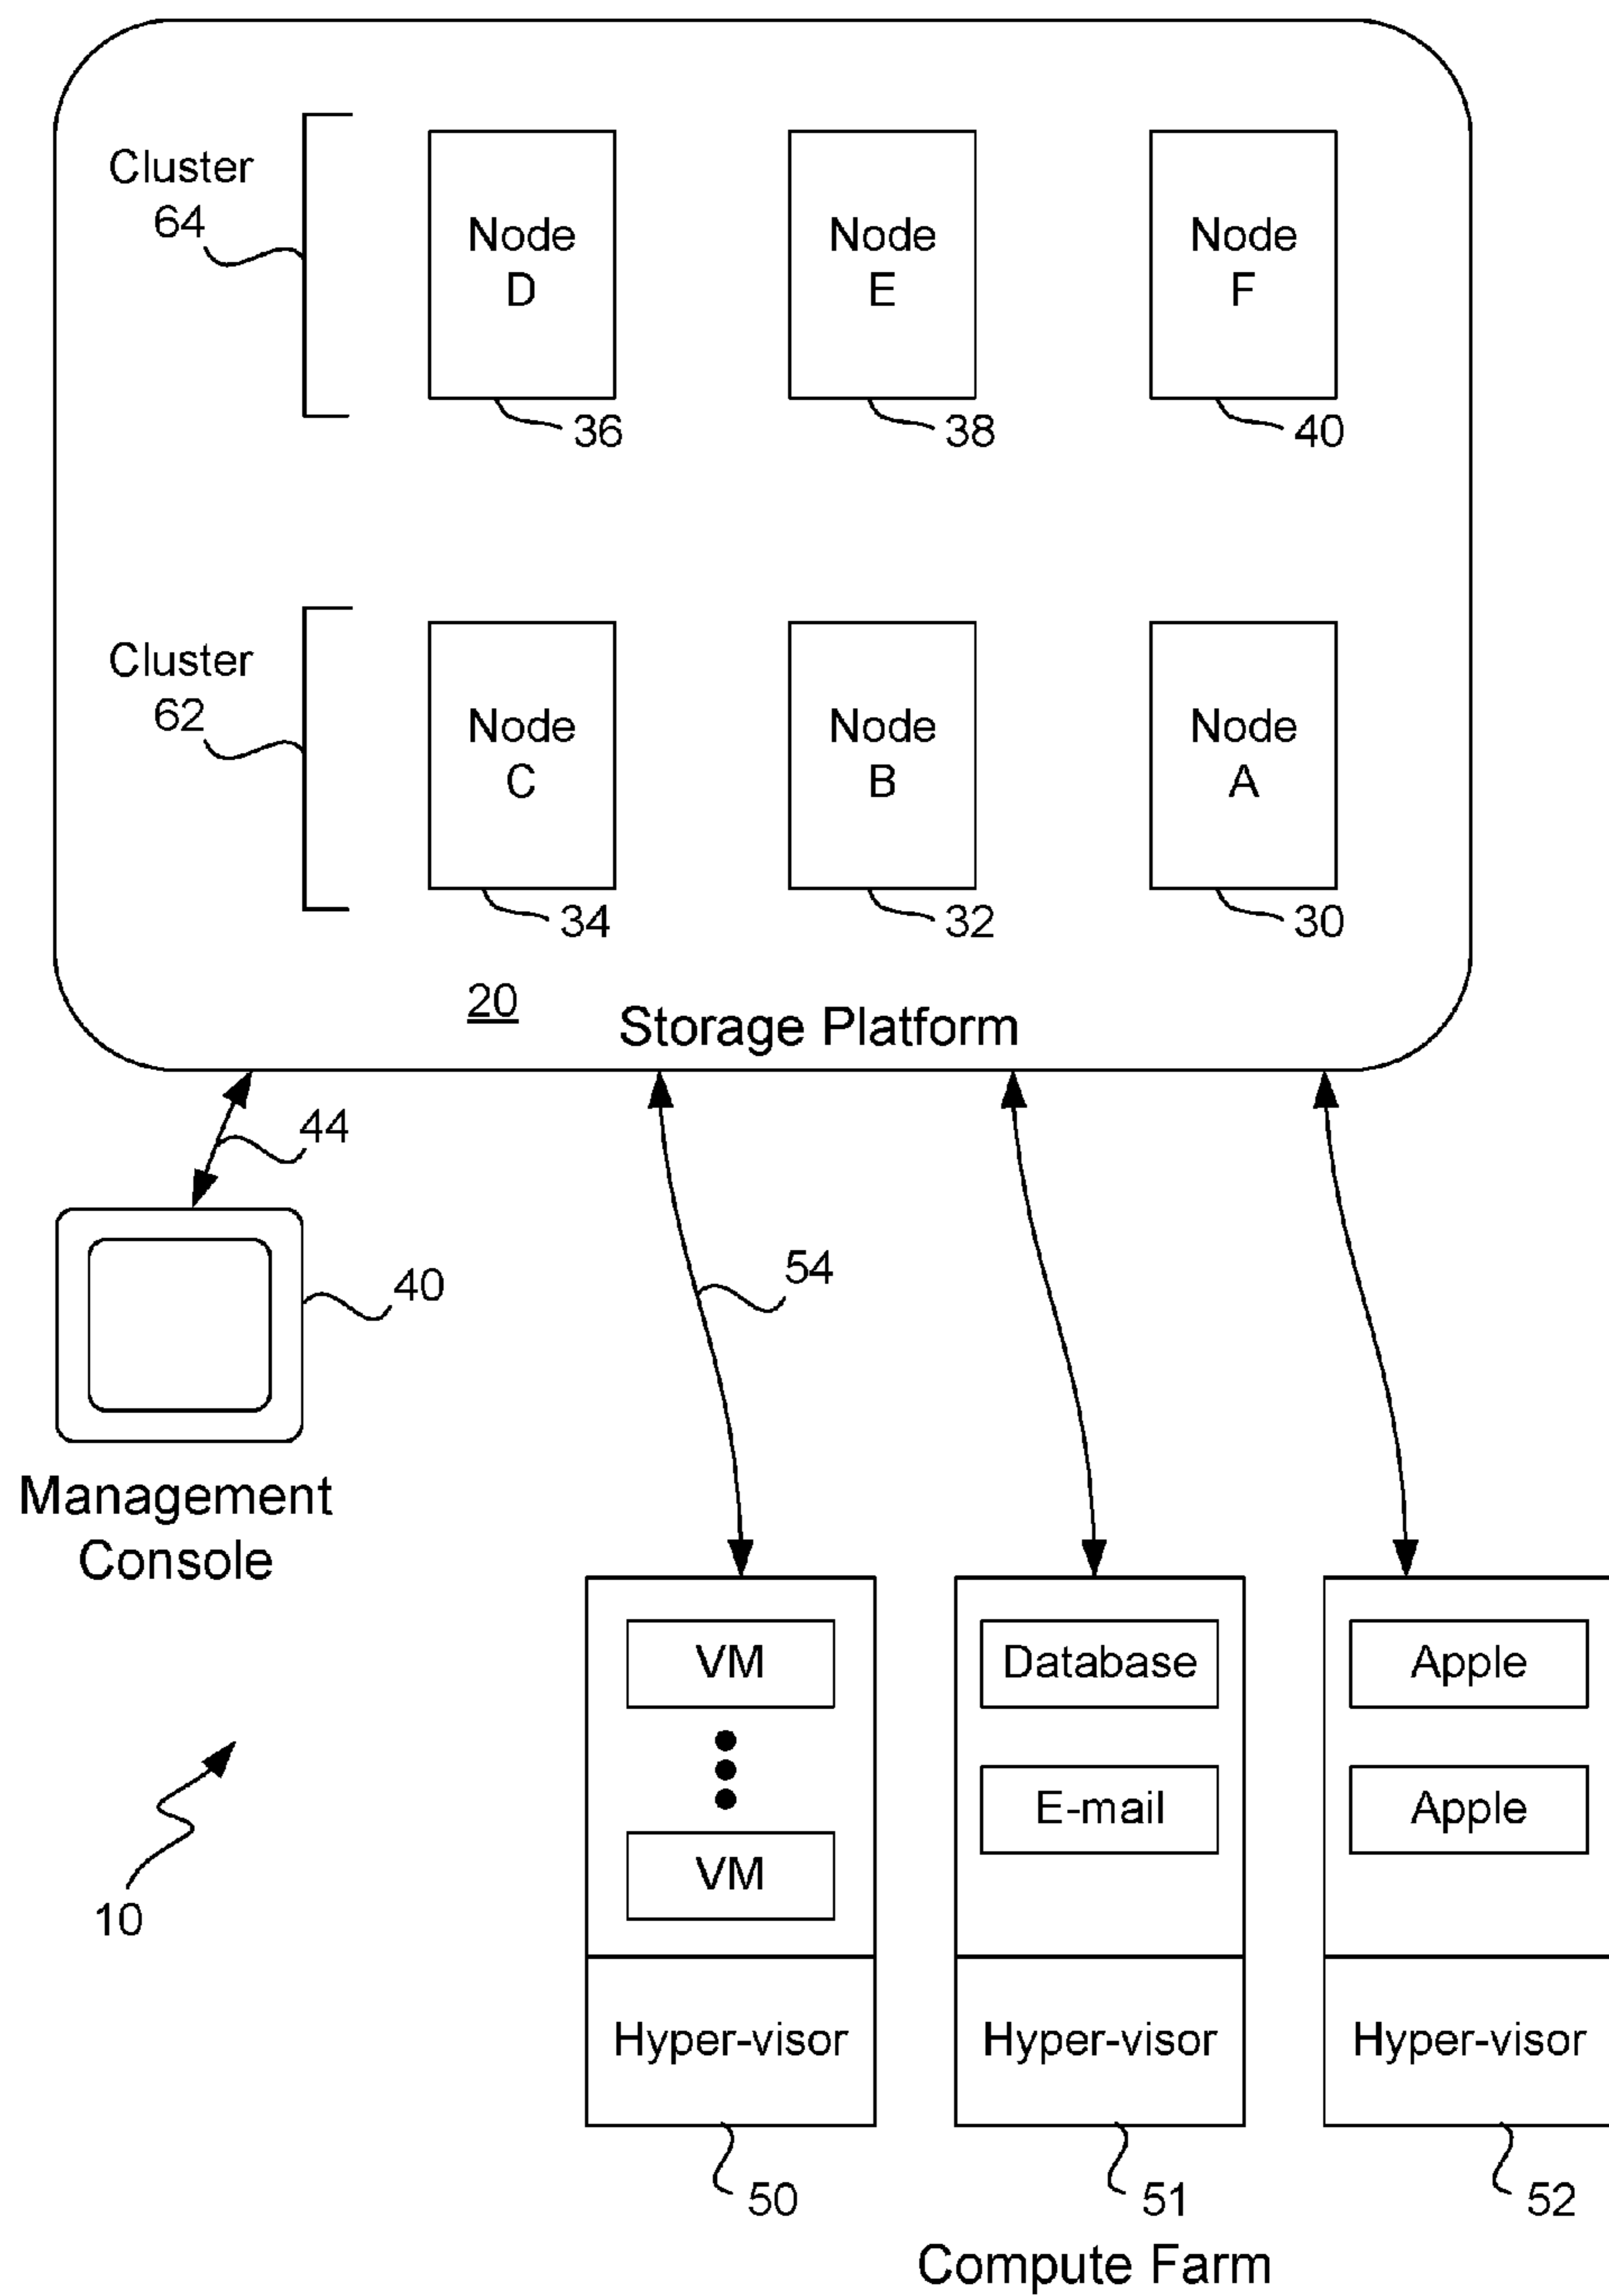 Cluster
64
Node
D
Node
E
Node
F
36
38
40
Cluster
62
Node
C
Node
B
Node
A
34
32
30
20
Storage Platform
44
40
54
Management
Console
VM
VM
Hyper-visor
Database
E-mail
Hyper-visor
Apple
Apple
Hyper-visor
10
50
51
52
Compute Farm